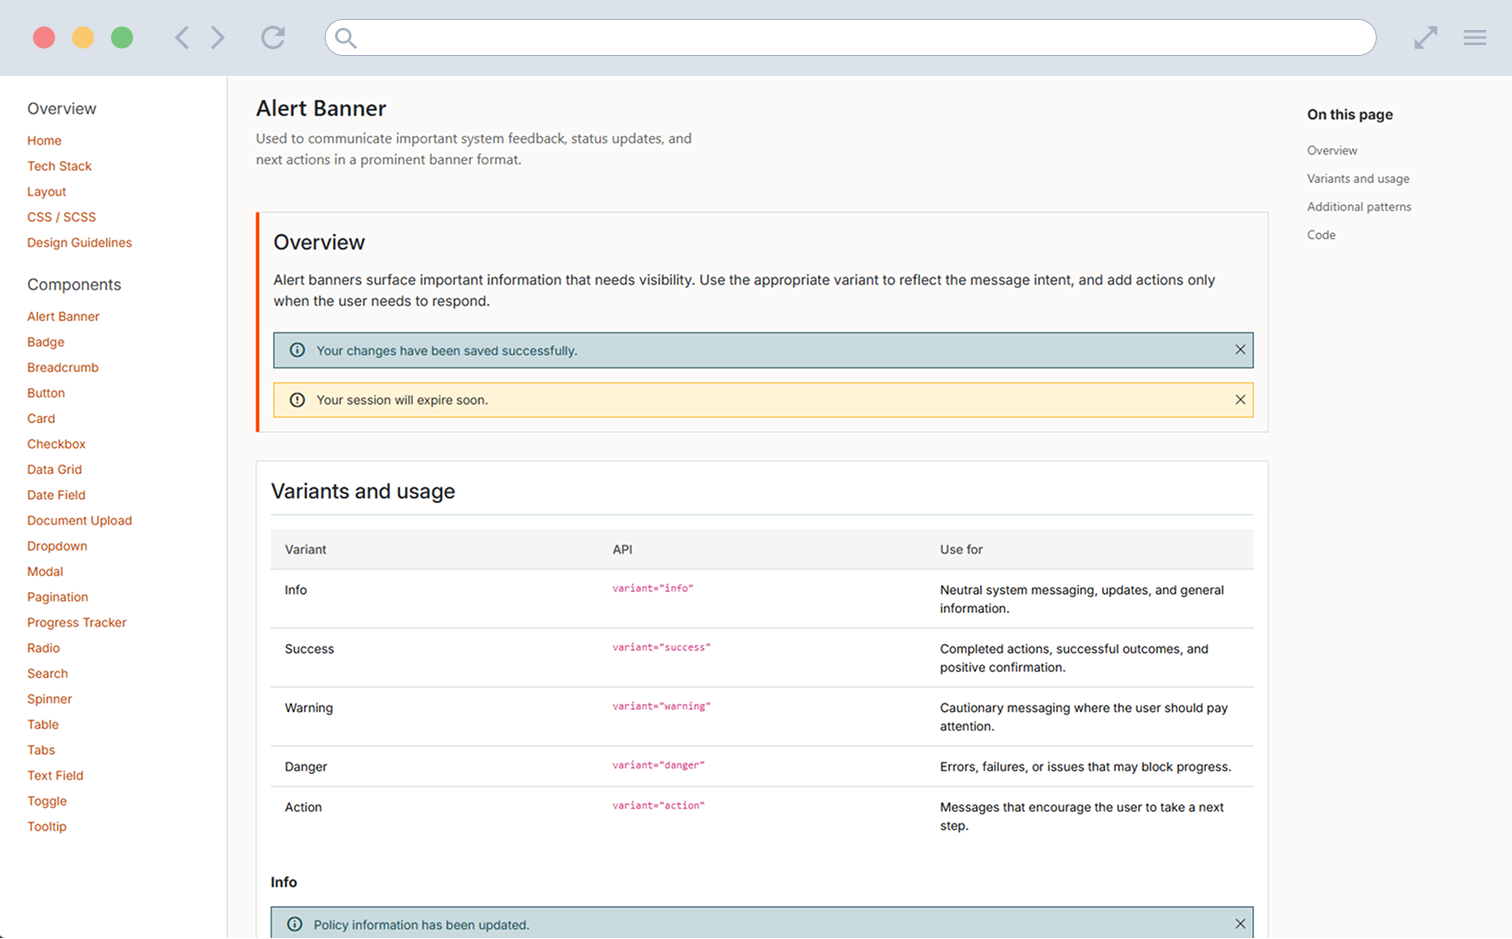 Overview
Home
Tech Stack
Layout
CSS / SCSS
Design Guidelines
Components
Alert Banner
Badge
Breadcrumb
Button
Card
Checkbox
Data Grid
Date Field
Document Upload
Dropdown
Modal
Pagination
Progress Tracker
Radio
Search
Spinner
Table
Tabs
Text Field
Toggle
Tooltip
Alert Banner
Used to communicate important system feedback, status updates, and
next actions in a prominent banner format.
Overview
Alert banners surface important information that needs visibility. Use the appropriate variant to reflect the message intent, and add actions only
when the user needs to respond.
Your changes have been saved successfully.
Your session will expire soon.
Variants and usage
Variant API Use for
Info variant="info" Neutral system messaging, updates, and general
information.
Success variant="success" Completed actions, successful outcomes, and
positive confirmation.
Warning variant="warning" Cautionary messaging where the user should pay
attention.
Danger variant="danger" Errors, failures, or issues that may block progress.
Action variant="action" Messages that encourage the user to take a next
step.
Info
Policy information has been updated.
On this page
Overview
Variants and usage
Additional patterns
Code